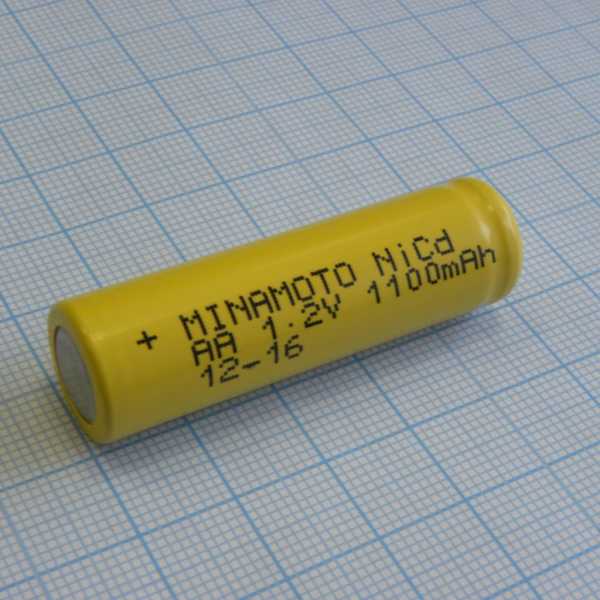 + MINAMOTO NiCd
AA 1.2V 1100mAh
12-16